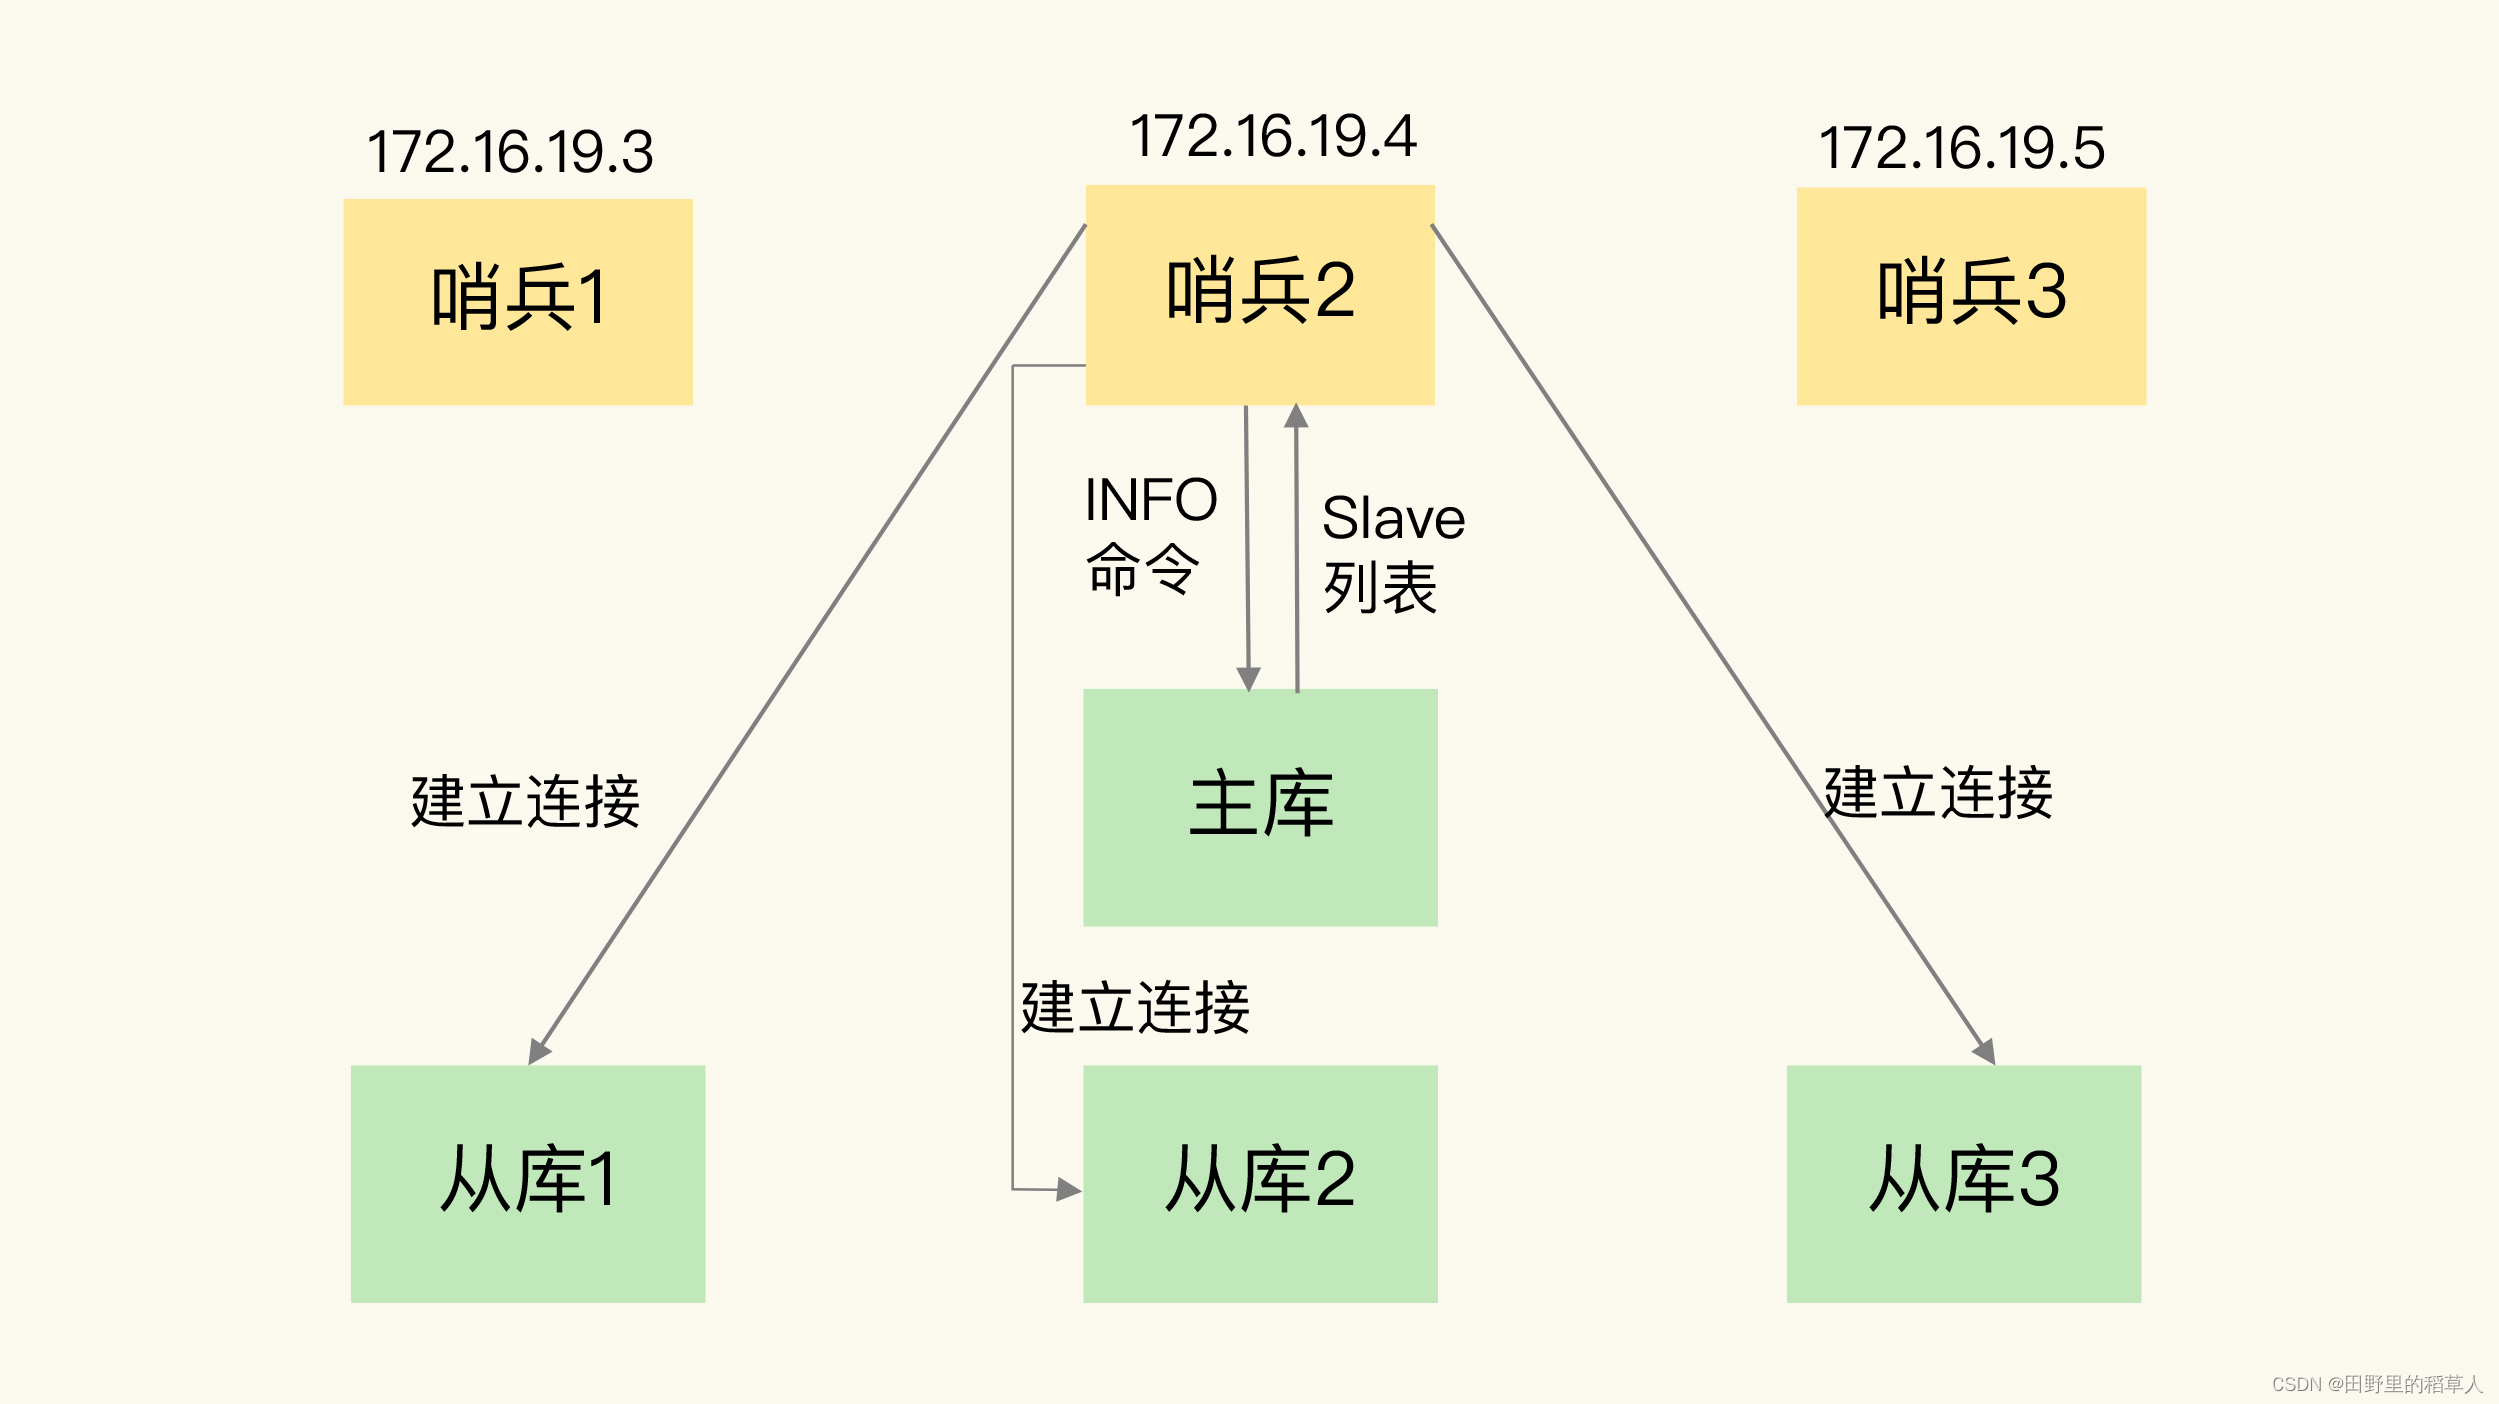 172.16.19.3
172.16.19.4
172.16.19.5
哨兵1
哨兵2
哨兵3
INFO
命令
Slave
列表
主库
建立连接
建立连接
建立连接
从库1
从库2
从库3
CSDN @田野里的稻草人